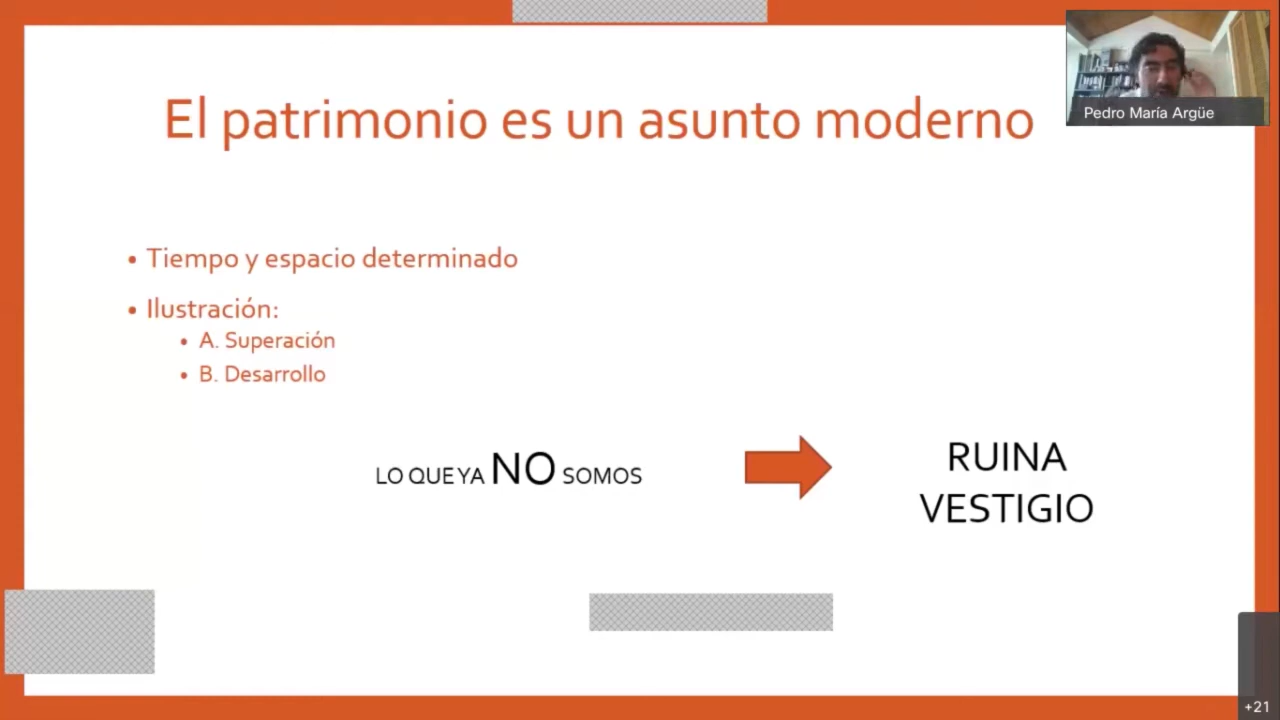 El patrimonio es un asunto moderno
Pedro María Argüe
• Tiempo y espacio determinado
• Ilustración:
• A. Superación
• B. Desarrollo
LO QUE YA NO SOMOS
RUINA
VESTIGIO
+21